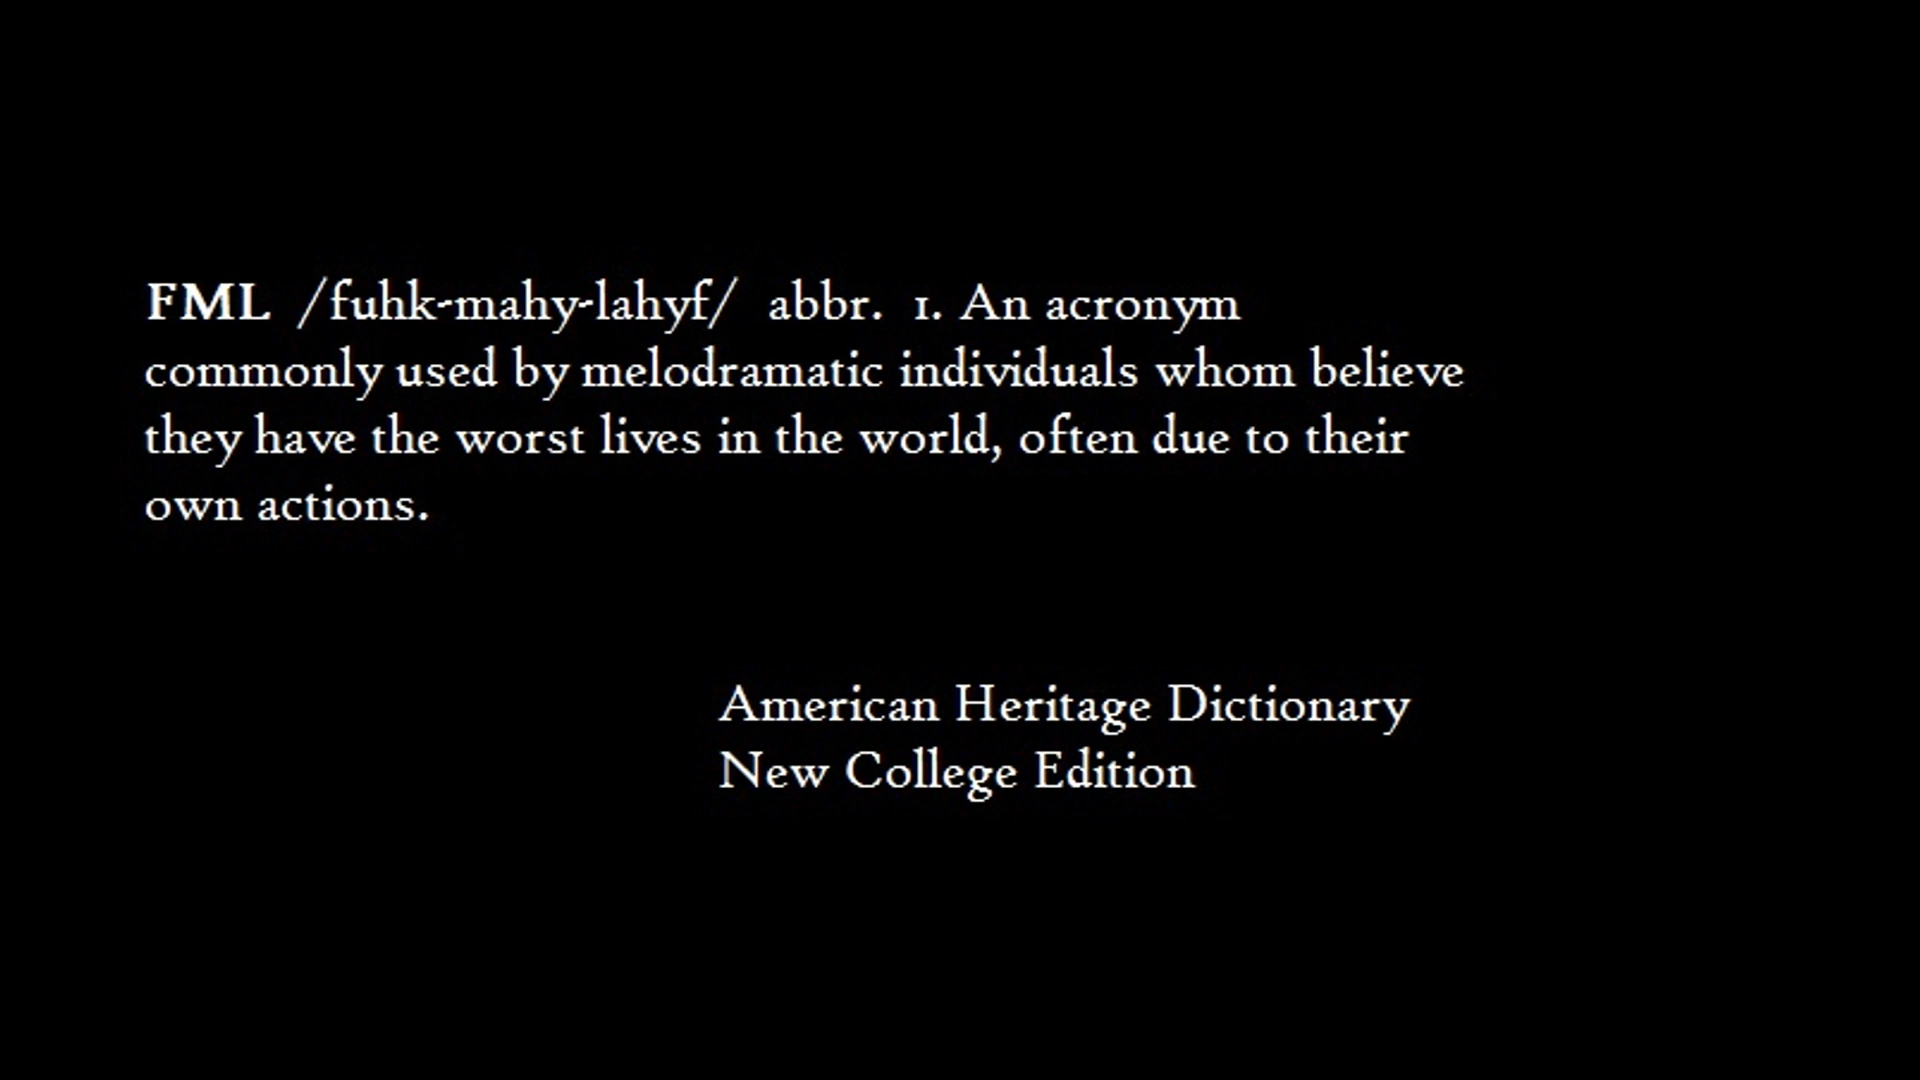 FML /fuhk-mahy-lahyf/ abbr. 1. An acronym
commonly used by melodramatic individuals whom believe
they have the worst lives in the world, often due to their
own actions.
American Heritage Dictionary
New College Edition